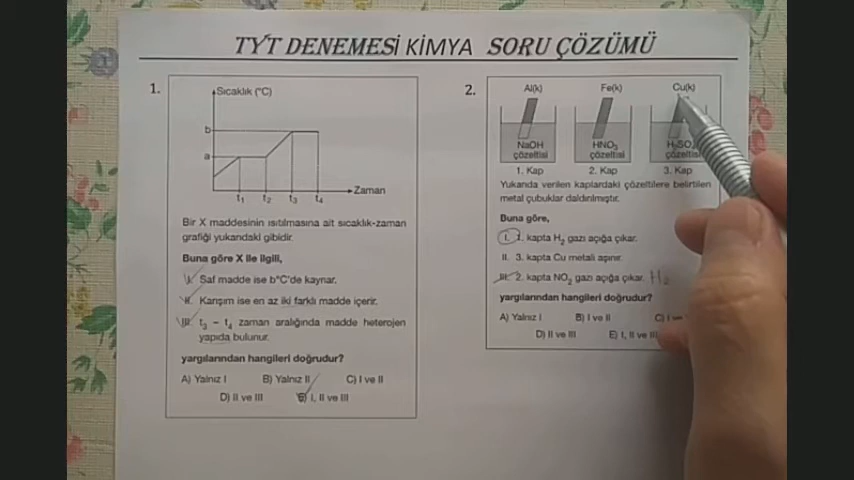 TYT DENEMESİ KİMYA SORU ÇÖZÜMÜ
1.
Sıcaklık (°C)
b
a
t₁ t₂ t₃ t₄
Zaman
Bir X maddesinin ısıtılmasına ait sıcaklık-zaman
grafiği yukarıdaki gibidir.
Buna göre X ile ilgili,
I. Saf madde ise b°C'de kaynar.
II. Karışım ise en az iki farklı madde içerir.
III. t₃ – t₄ zaman aralığında madde heterojen
yapıda bulunur.
yargılarından hangileri doğrudur?
A) Yalnız I B) Yalnız II C) I ve II
D) II ve III E) I, II ve III
2.
Al(k) Fe(k) Cu(k)
NaOH
çözeltisi
HNO₃
çözeltisi
H₂SO₄
çözeltisi
1. Kap 2. Kap 3. Kap
Yukarıda verilen kaplardaki çözeltilere belirtilen
metal çubuklar daldırılmıştır.
Buna göre,
I. 1. kapta H₂ gazı açığa çıkar.
II. 3. kapta Cu metali aşınır.
III. 2. kapta NO₂ gazı açığa çıkar. H₂
yargılarından hangileri doğrudur?
A) Yalnız I B) I ve II C) I
D) II ve III E) I, II ve III